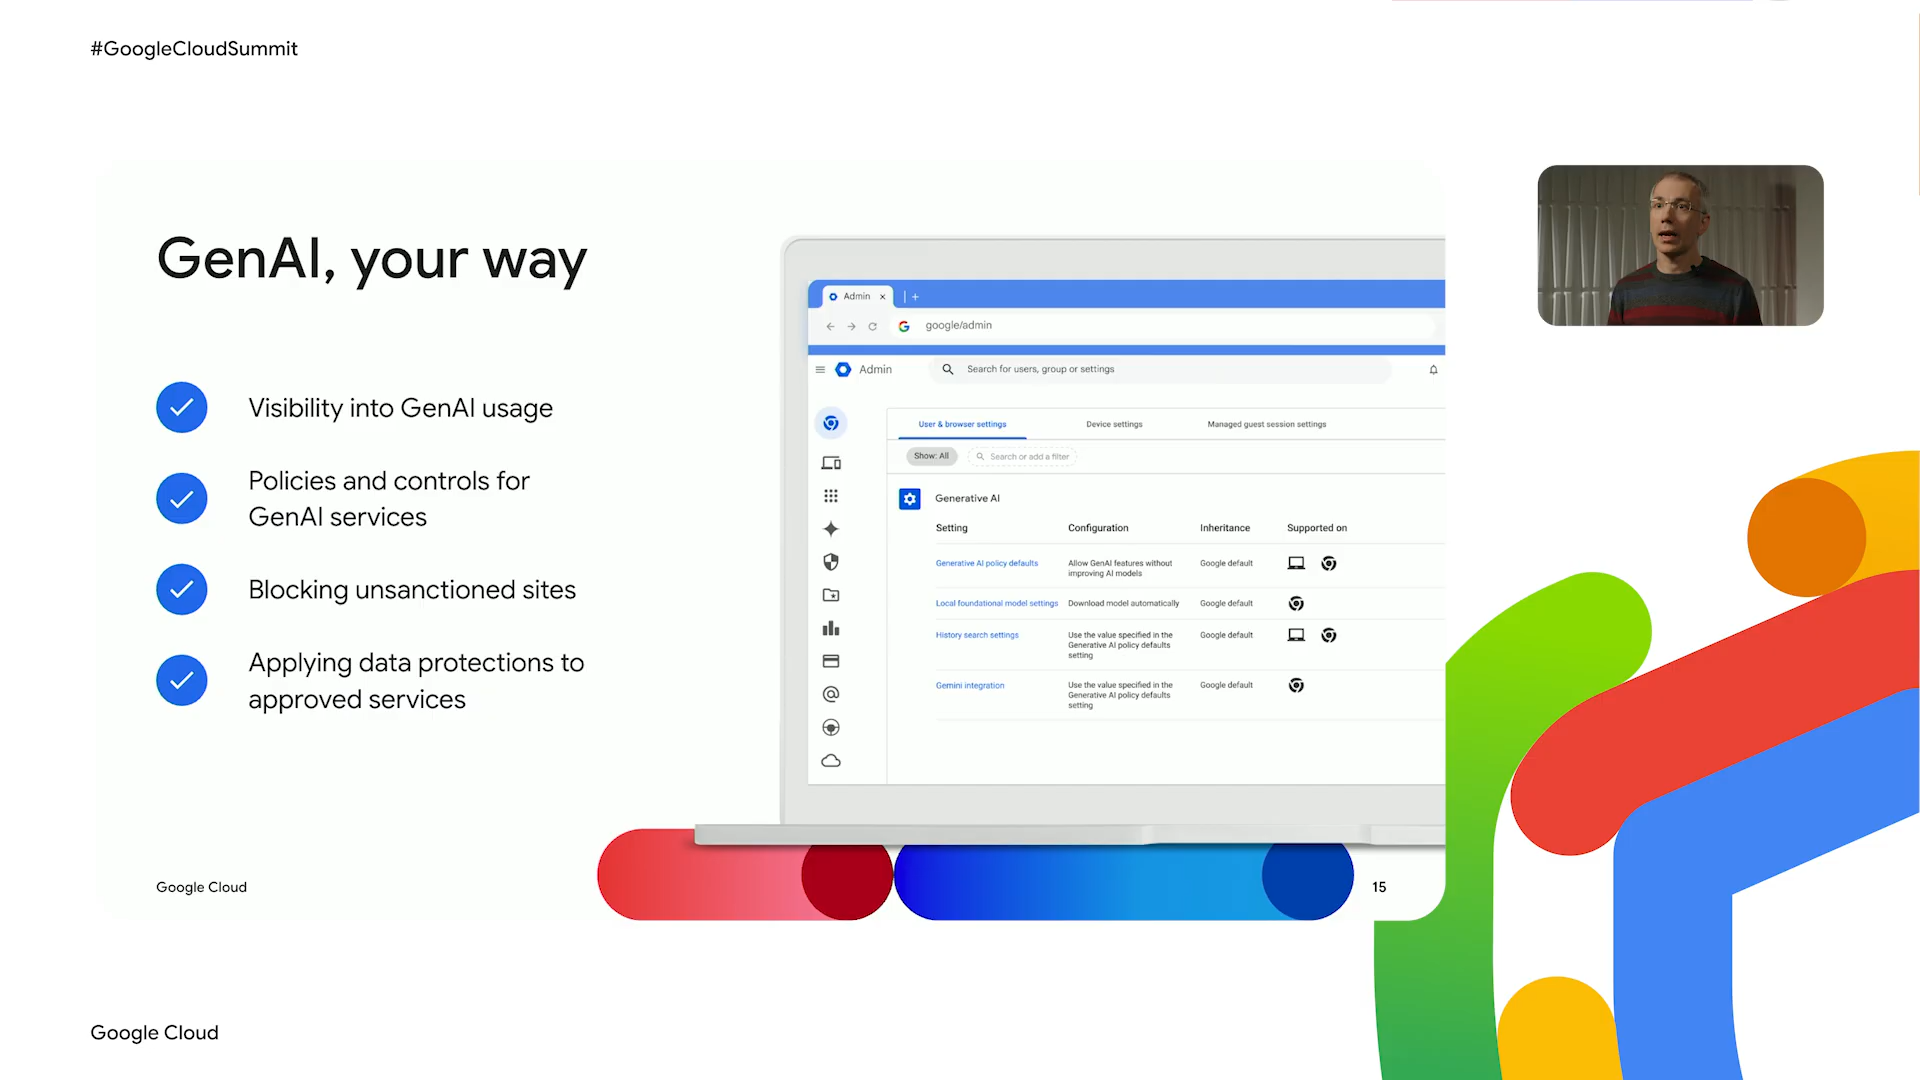 #GoogleCloudSummit
GenAI, your way
Visibility into GenAI usage
Policies and controls for
GenAI services
Blocking unsanctioned sites
Applying data protections to
approved services
Google Cloud
Admin
google/admin
Admin
Search for users, group or settings
User & browser settings
Device settings
Managed guest session settings
Show: All
Search or add a filter
Generative AI
Setting
Configuration
Inheritance
Supported on
Generative AI policy defaults
Allow GenAI features without
improving AI models
Google default
Local foundational model settings
Download model automatically
Google default
History search settings
Use the value specified in the
Generative AI policy defaults
setting
Google default
Gemini integration
Use the value specified in the
Generative AI policy defaults
setting
Google default
15
Google Cloud